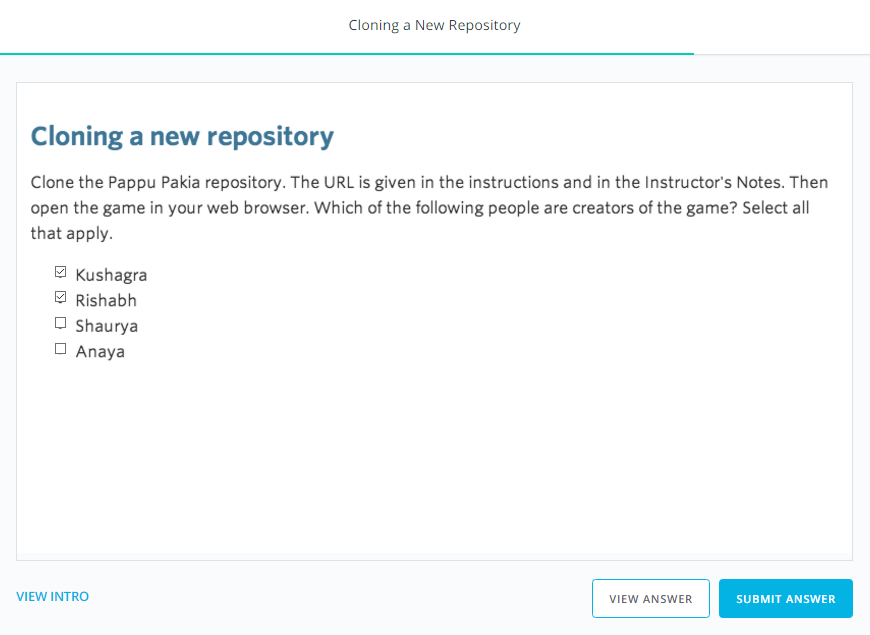 Cloning a New Repository
Cloning a new repository
Clone the Pappu Pakia repository. The URL is given in the instructions and in the Instructor's Notes. Then
open the game in your web browser. Which of the following people are creators of the game? Select all
that apply.
Kushagra
Rishabh
Shaurya
Anaya
VIEW INTRO
VIEW ANSWER
SUBMIT ANSWER